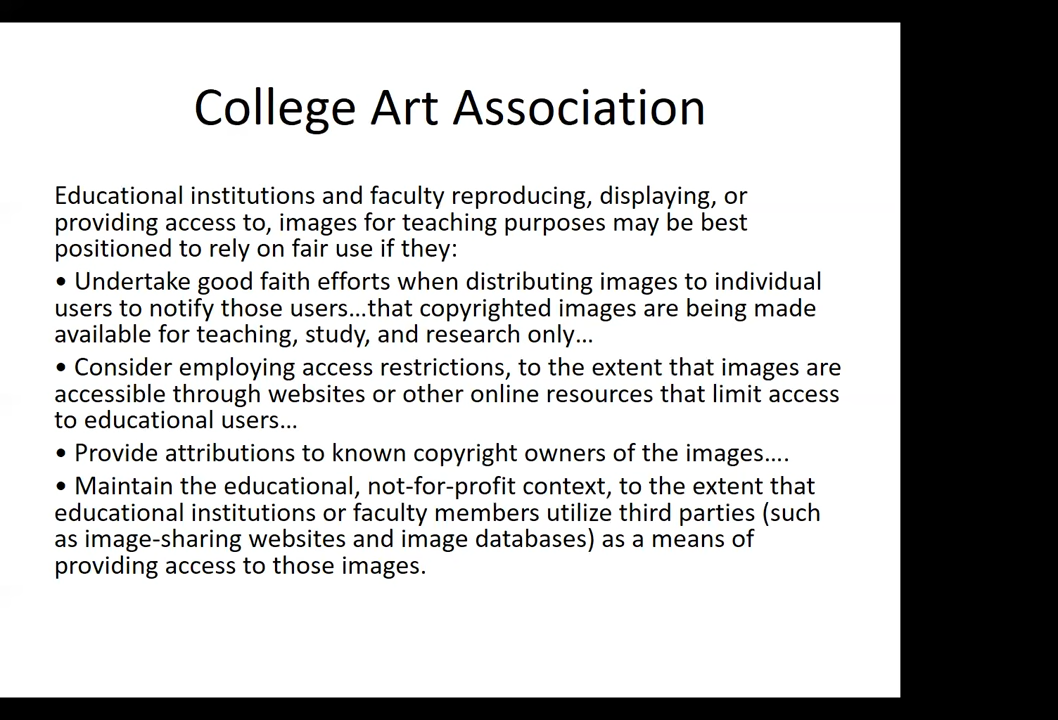 College Art Association
Educational institutions and faculty reproducing, displaying, or
providing access to, images for teaching purposes may be best
positioned to rely on fair use if they:
• Undertake good faith efforts when distributing images to individual
users to notify those users…that copyrighted images are being made
available for teaching, study, and research only…
• Consider employing access restrictions, to the extent that images are
accessible through websites or other online resources that limit access
to educational users…
• Provide attributions to known copyright owners of the images….
• Maintain the educational, not-for-profit context, to the extent that
educational institutions or faculty members utilize third parties (such
as image-sharing websites and image databases) as a means of
providing access to those images.